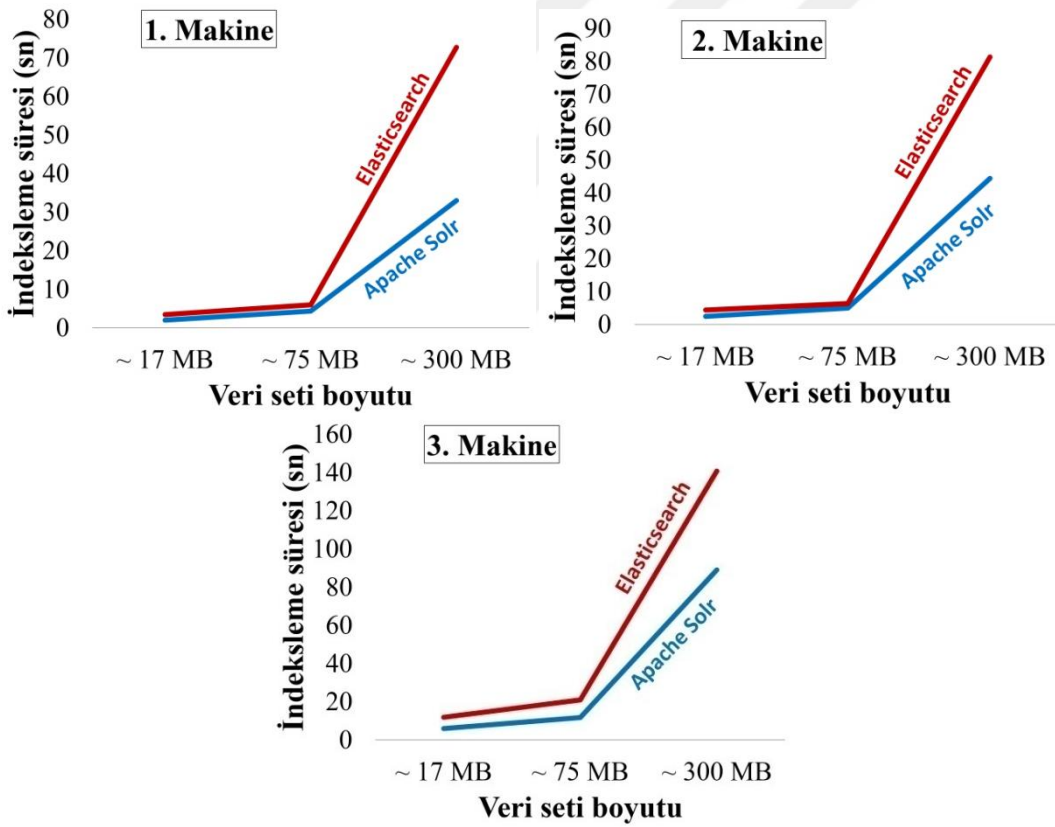 1. Makine
İndeksleme süresi (sn)
80
70
60
50
40
30
20
10
0
Elasticsearch
Apache Solr
~ 17 MB ~ 75 MB ~ 300 MB
Veri seti boyutu
2. Makine
İndeksleme süresi (sn)
90
80
70
60
50
40
30
20
10
0
Elasticsearch
Apache Solr
~ 17 MB ~ 75 MB ~ 300 MB
Veri seti boyutu
3. Makine
İndeksleme süresi (sn)
160
140
120
100
80
60
40
20
0
Elasticsearch
Apache Solr
~ 17 MB ~ 75 MB ~ 300 MB
Veri seti boyutu